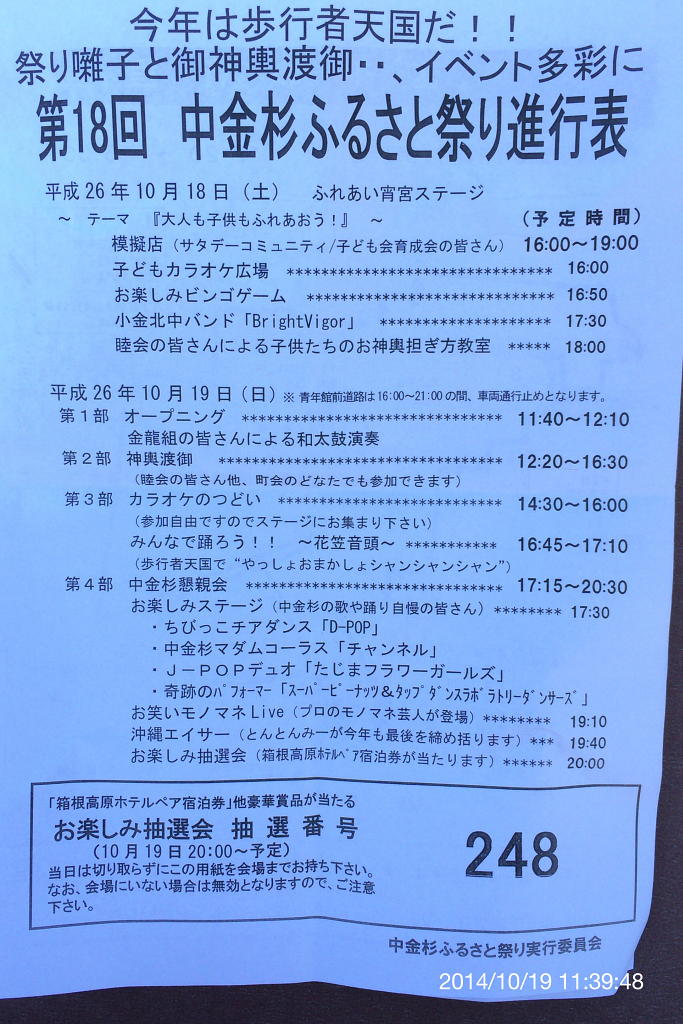 今年は歩行者天国だ！！
祭り囃子と御神輿渡御‥、イベント多彩に
第18回 中金杉ふるさと祭り進行表
平成26年10月18日（土） ふれあい宵宮ステージ
～ テーマ 『大人も子供もふれあおう！』 ～ （予定時間）
模擬店（サタデーコミュニティ/子ども会育成会の皆さん） 16:00～19:00
子どもカラオケ広場 ******************************** 16:00
お楽しみビンゴゲーム ****************************** 16:50
小金北中バンド「BrightVigor」 ********************* 17:30
睦会の皆さんによる子供たちのお神輿担ぎ方教室 ***** 18:00
平成26年10月19日（日）※ 青年館前道路は16:00～21:00の間、車両通行止めとなります。
第１部 オープニング ******************************** 11:40～12:10
金龍組の皆さんによる和太鼓演奏
第２部 神輿渡御 *********************************** 12:20～16:30
（睦会の皆さん他、町会のどなたでも参加できます）
第３部 カラオケのつどい **************************** 14:30～16:00
（参加自由ですのでステージにお集まり下さい）
みんなで踊ろう！！ ～花笠音頭～ *********** 16:45～17:10
（歩行者天国で“やっしょおまかしょシャンシャンシャン”）
第４部 中金杉懇親会 ******************************** 17:15～20:30
お楽しみステージ（中金杉の歌や踊り自慢の皆さん）******** 17:30
・ちびっこチアダンス「D-POP」
・中金杉マダムコーラス「チャンネル」
・Ｊ－ＰＯＰデュオ「たじまフラワーガールズ」
・奇跡のﾊﾟﾌｫｰﾏｰ「ｽｰﾊﾟｰﾋﾟｰﾅｯﾂ&ﾀｯﾌﾟﾀﾞﾝｽﾗﾎﾞﾗﾄﾘｰﾀﾞﾝｻｰｽﾞ」
お笑いモノマネLive（プロのモノマネ芸人が登場）******** 19:10
沖縄エイサー（とんとんみーが今年も最後を締め括ります）*** 19:40
お楽しみ抽選会（箱根高原ﾎﾃﾙﾍﾟｱ宿泊券が当たります）****** 20:00
「箱根高原ホテルペア宿泊券」他豪華賞品が当たる
お楽しみ抽選会 抽選番号
（10月19日20:00～予定）
248
当日は切り取らずにこの用紙を会場までお持ち下さい。
なお、会場にいない場合は無効となりますので、ご注意
下さい。
中金杉ふるさと祭り実行委員会
2014/10/19 11:39:48